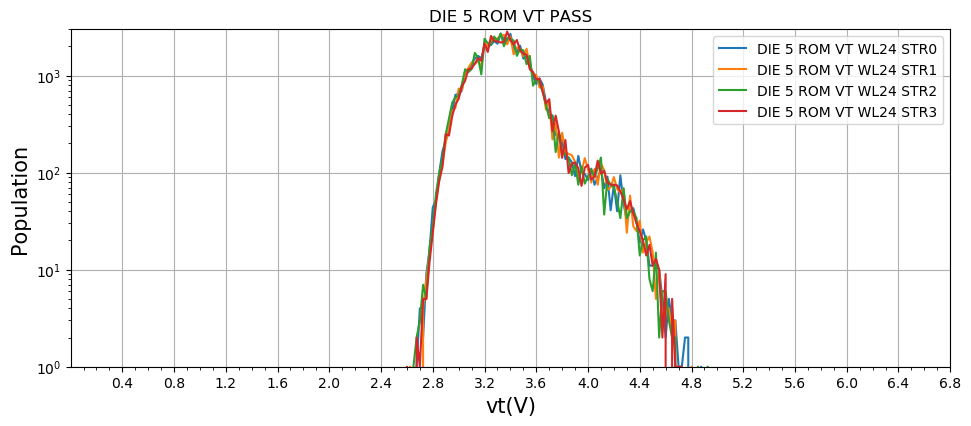 DIE 5 ROM VT PASS
DIE 5 ROM VT WL24 STR0
DIE 5 ROM VT WL24 STR1
DIE 5 ROM VT WL24 STR2
DIE 5 ROM VT WL24 STR3
Population
10³
10²
10¹
10⁰
0.4 0.8 1.2 1.6 2.0 2.4 2.8 3.2 3.6 4.0 4.4 4.8 5.2 5.6 6.0 6.4 6.8
vt(V)